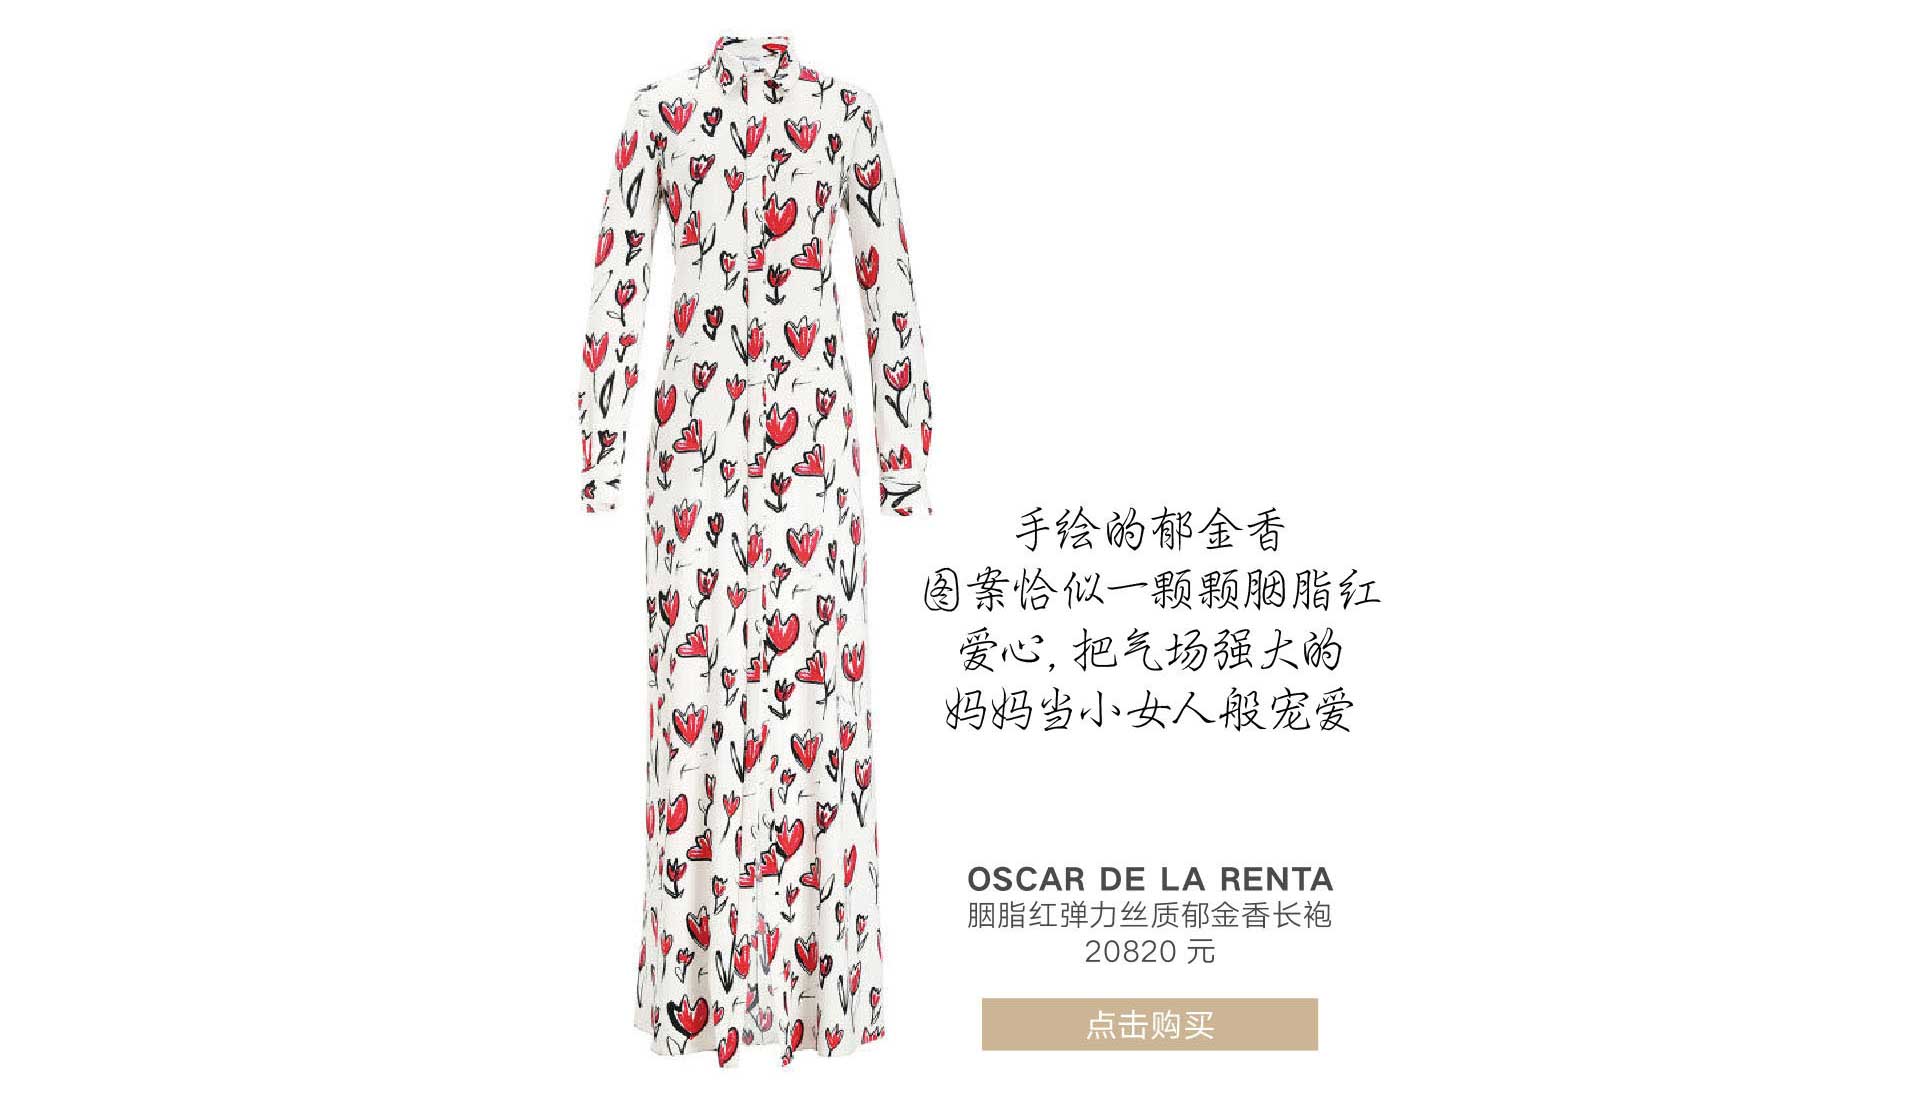 手绘的郁金香
图案恰似一颗颗胭脂红
爱心,把气场强大的
妈妈当小女人般宠爱
OSCAR DE LA RENTA
胭脂红弹力丝质郁金香长袍
20820 元
点击购买